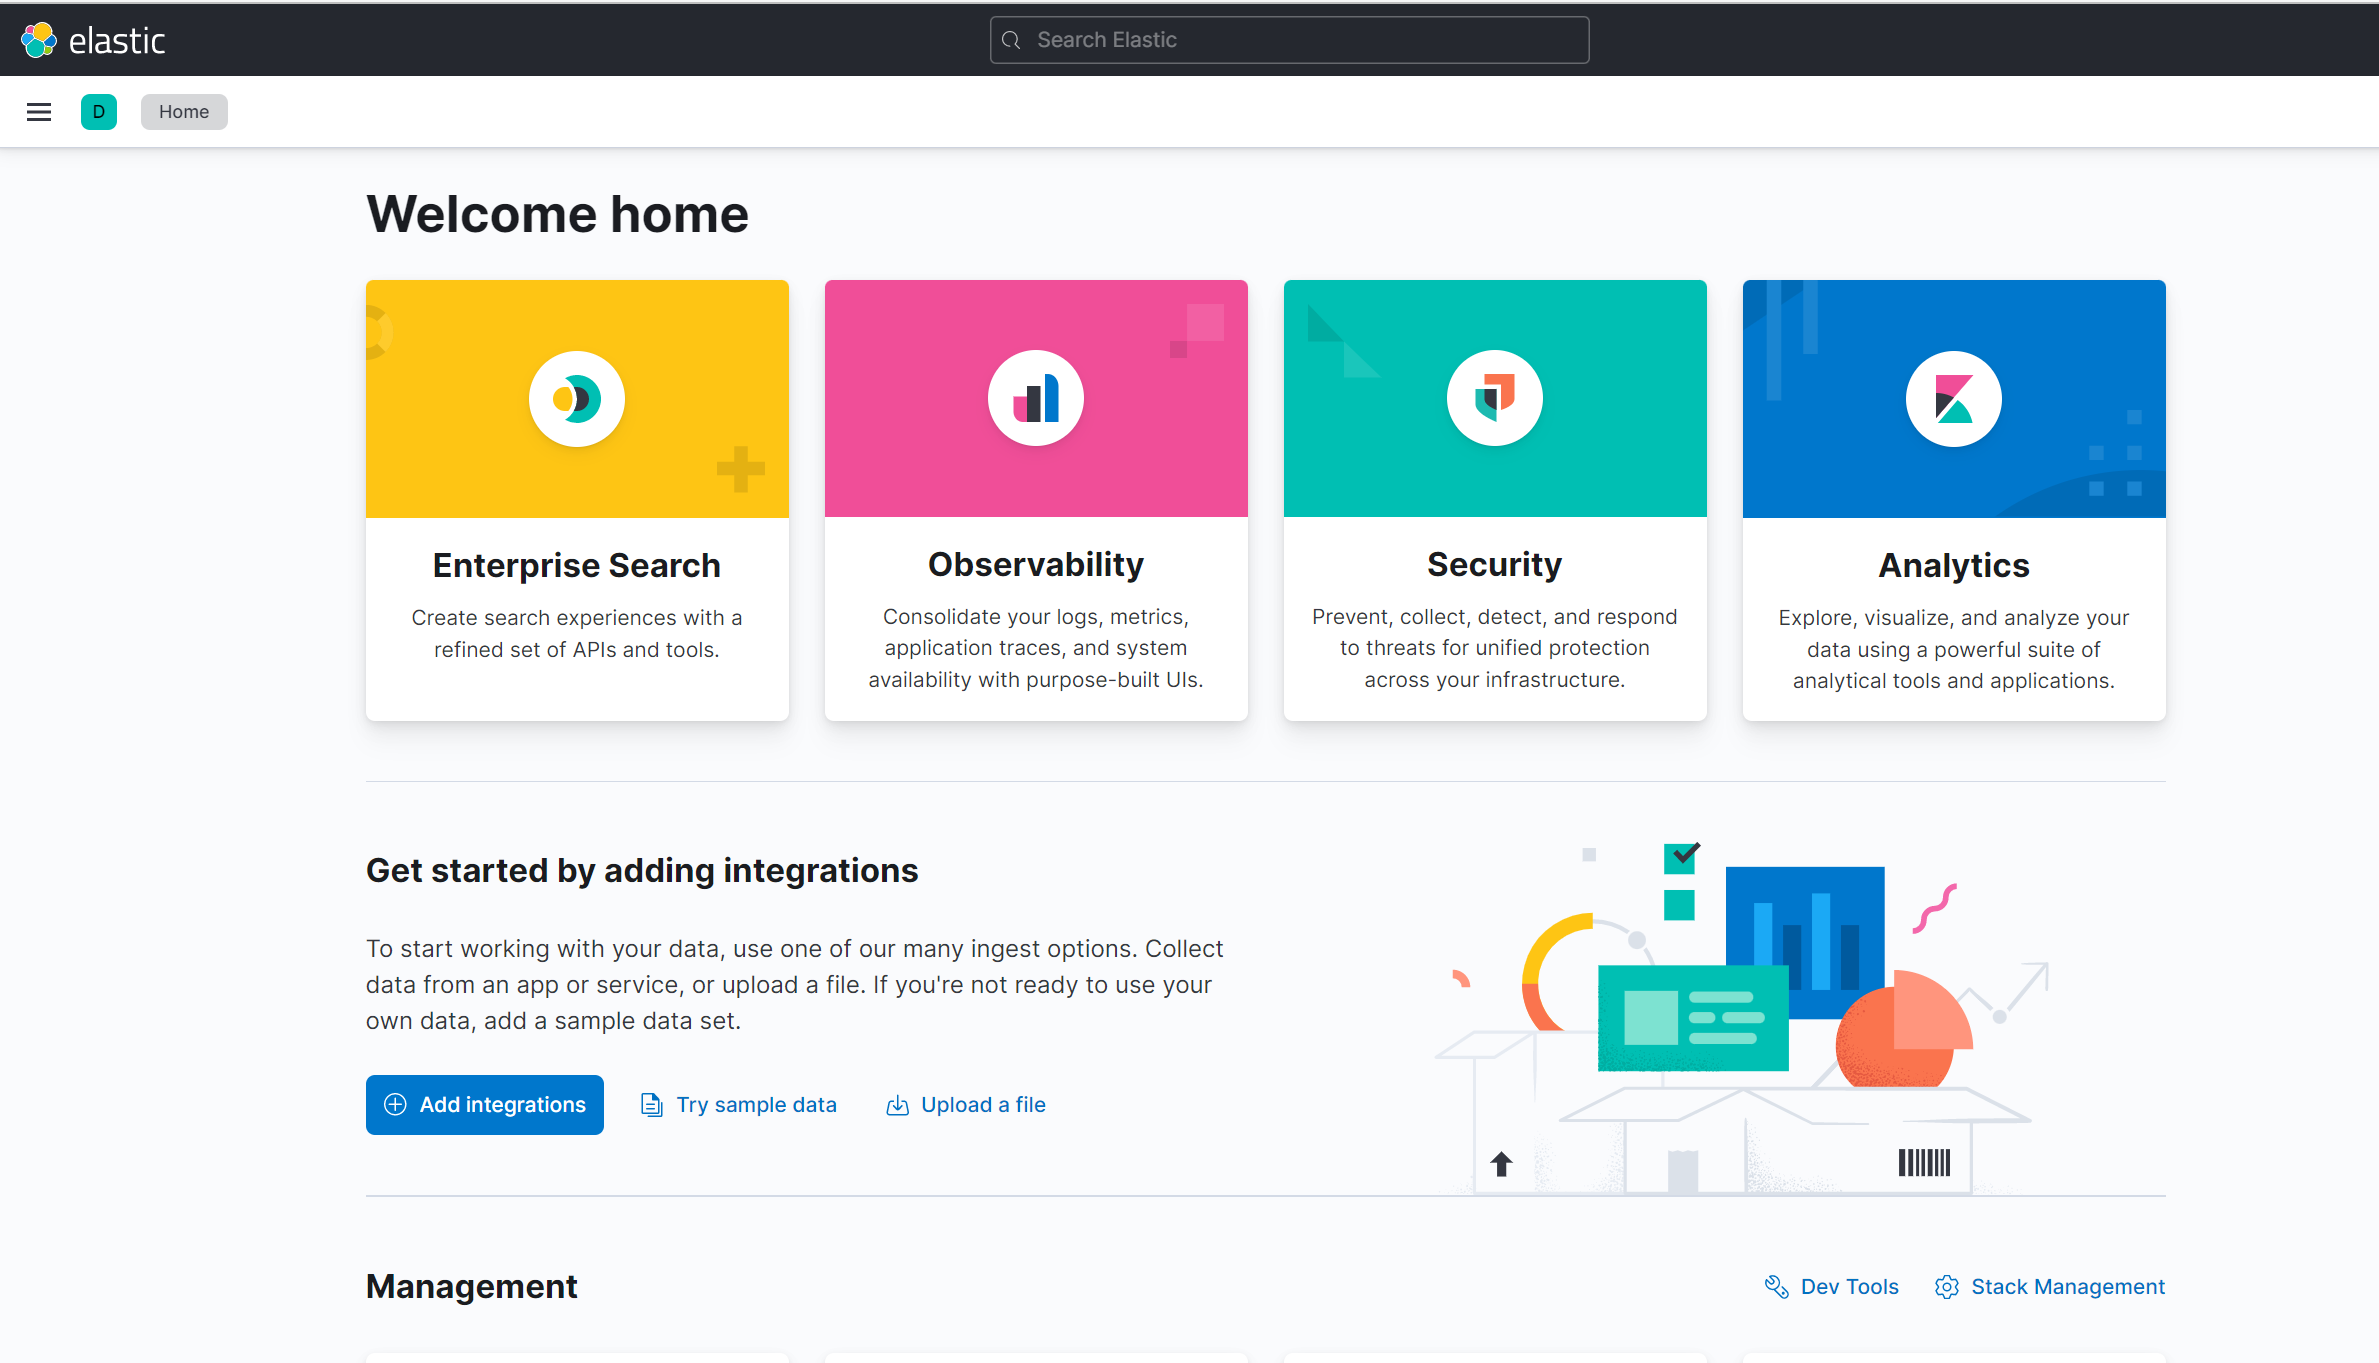 elastic
Search Elastic
D
Home
Welcome home
Enterprise Search
Create search experiences with a
refined set of APIs and tools.
Observability
Consolidate your logs, metrics,
application traces, and system
availability with purpose-built UIs.
Security
Prevent, collect, detect, and respond
to threats for unified protection
across your infrastructure.
Analytics
Explore, visualize, and analyze your
data using a powerful suite of
analytical tools and applications.
Get started by adding integrations
To start working with your data, use one of our many ingest options. Collect
data from an app or service, or upload a file. If you're not ready to use your
own data, add a sample data set.
Add integrations
Try sample data
Upload a file
Management
Dev Tools
Stack Management